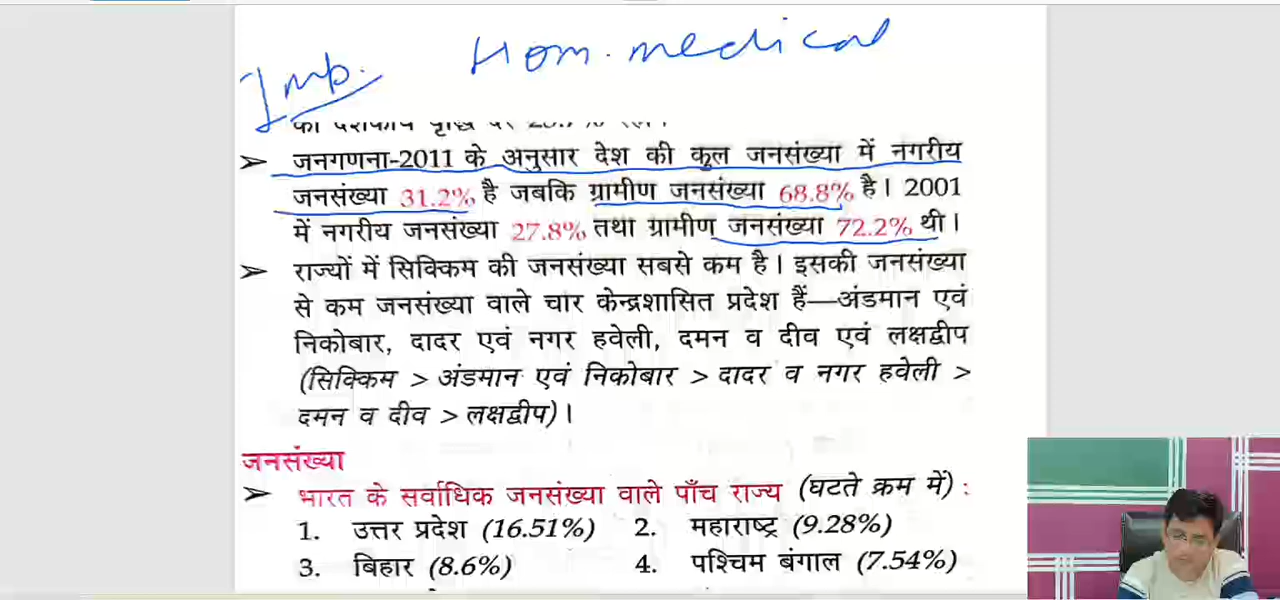 Imp. Hom. medical
➢ जनगणना-2011 के अनुसार देश की कुल जनसंख्या में नगरीय
जनसंख्या 31.2% है जबकि ग्रामीण जनसंख्या 68.8% है। 2001
में नगरीय जनसंख्या 27.8% तथा ग्रामीण जनसंख्या 72.2% थी।
➢ राज्यों में सिक्किम की जनसंख्या सबसे कम है। इसकी जनसंख्या
से कम जनसंख्या वाले चार केन्द्रशासित प्रदेश हैं—अंडमान एवं
निकोबार, दादर एवं नगर हवेली, दमन व दीव एवं लक्षद्वीप
(सिक्किम > अंडमान एवं निकोबार > दादर व नगर हवेली >
दमन व दीव > लक्षद्वीप)।
जनसंख्या
➢ भारत के सर्वाधिक जनसंख्या वाले पाँच राज्य (घटते क्रम में) :
1. उत्तर प्रदेश (16.51%) 2. महाराष्ट्र (9.28%)
3. बिहार (8.6%) 4. पश्चिम बंगाल (7.54%)